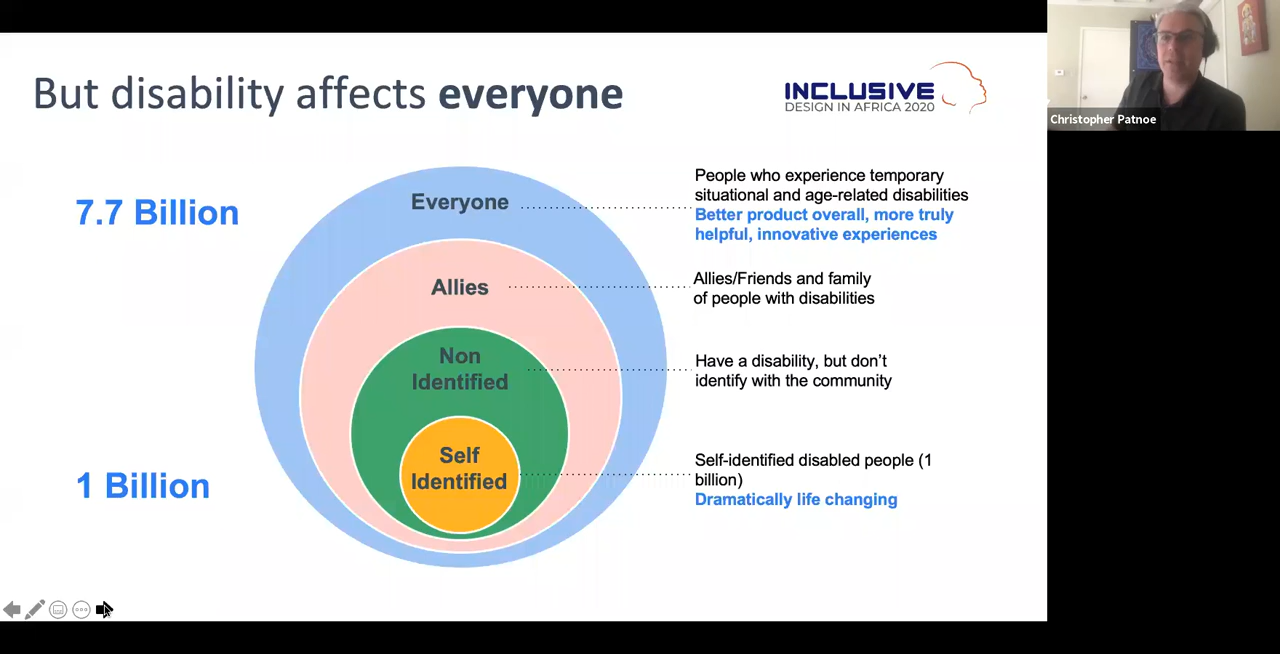 But disability affects everyone
INCLUSIVE
DESIGN IN AFRICA 2020
Christopher Patnoe
7.7 Billion
1 Billion
Everyone
Allies
Non
Identified
Self
Identified
People who experience temporary
situational and age-related disabilities
Better product overall, more truly
helpful, innovative experiences
Allies/Friends and family
of people with disabilities
Have a disability, but don’t
identify with the community
Self-identified disabled people (1
billion)
Dramatically life changing